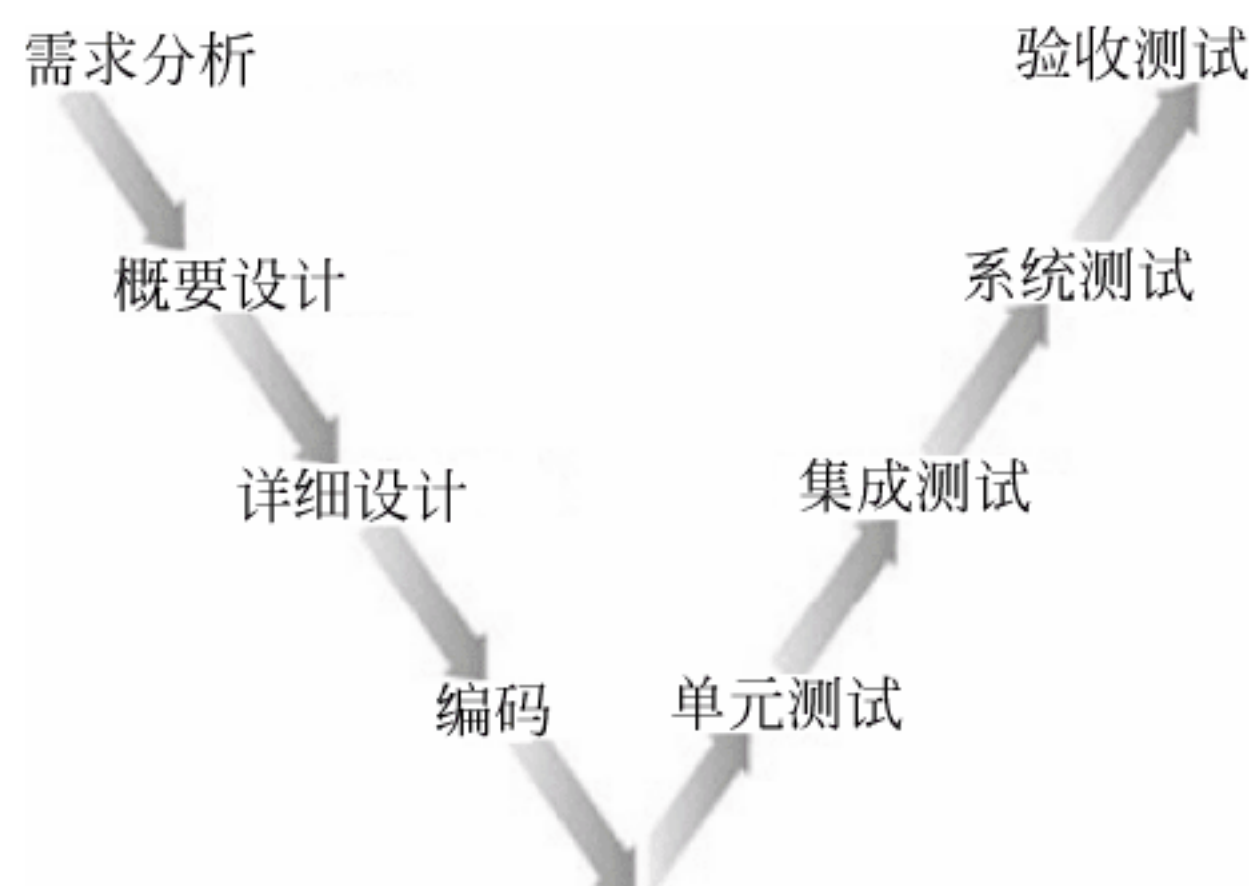 需求分析
概要设计
详细设计
编码
单元测试
集成测试
系统测试
验收测试